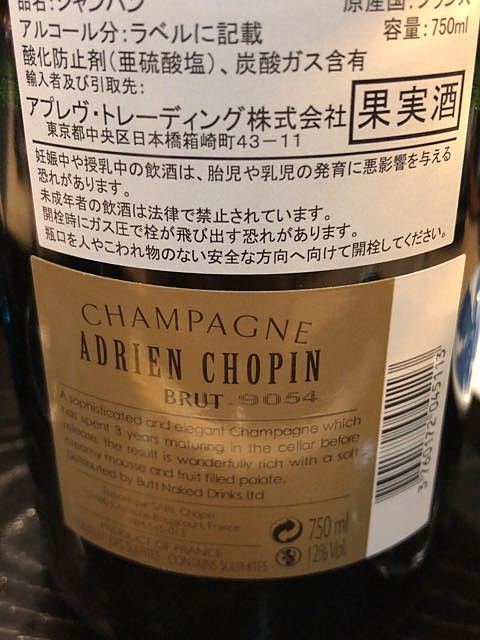 品名:シャンパン
原産国:フランス
アルコール分:ラベルに記載
容量:750ml
酸化防止剤(亜硫酸塩)、炭酸ガス含有
輸入者及び引取先:
アプレヴ・トレーディング株式会社
東京都中央区日本橋箱崎町43−11
果実酒
妊娠中や授乳中の飲酒は、胎児や乳児の発育に悪影響を与える
恐れがあります。
未成年者の飲酒は法律で禁止されています。
開栓時にガス圧で栓が飛び出す恐れがあります。
瓶口を人やこわれ物のない安全な方向へ向けて開栓してください。
CHAMPAGNE
ADRIEN CHOPIN
BRUT - 9054
A sophisticated and elegant Champagne which
has spent 3 years maturing in the cellar before
release, the result is wonderfully rich with a soft
creamy mousse and fruit filled palate.
Distributed by Butt Naked Drinks Ltd
SARL Chopin
France
PRODUCE OF FRANCE
CONTAINS SULPHITES
750 ml
12% Vol
3 760172 045113